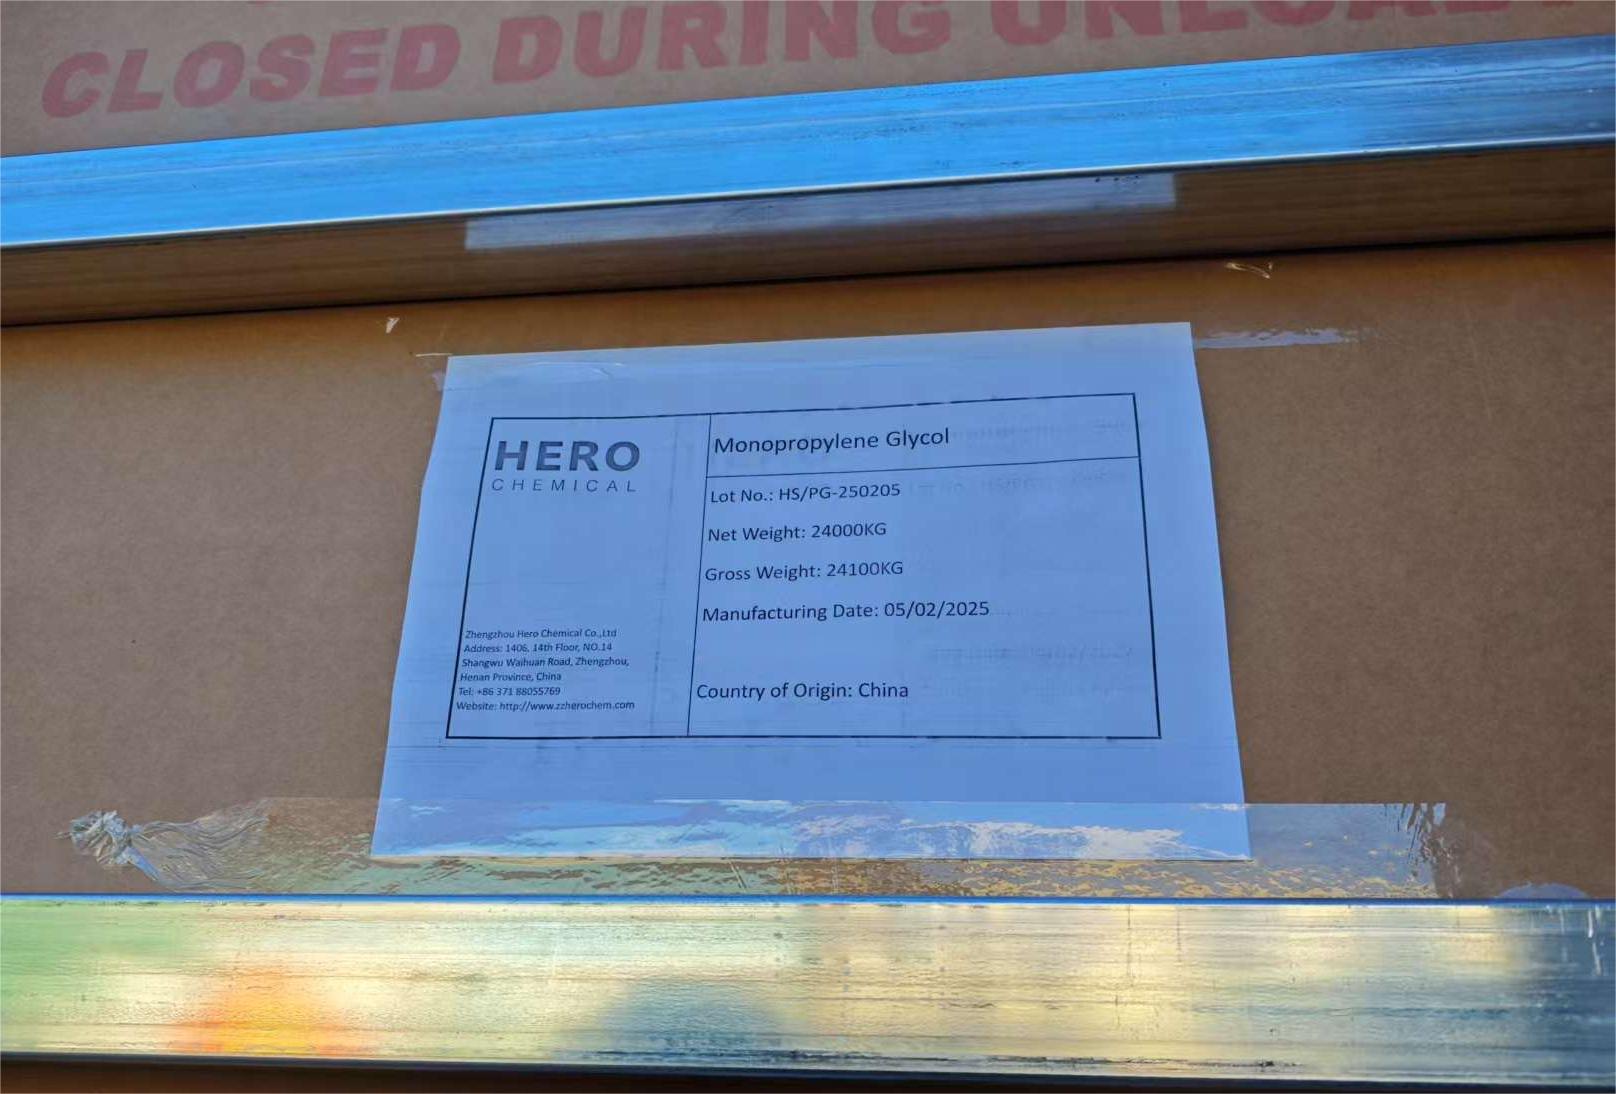 CLOSED DURING
HERO
CHEMICAL
Zhengzhou Hero Chemical Co.,Ltd
Address: 1406, 14th Floor, NO.14
Shangwu Waihuan Road, Zhengzhou,
Henan Province, China
Tel: +86 371 88055769
Website: http://www.zzherochem.com
Monopropylene Glycol
Lot No.: HS/PG-250205
Net Weight: 24000KG
Gross Weight: 24100KG
Manufacturing Date: 05/02/2025
Country of Origin: China